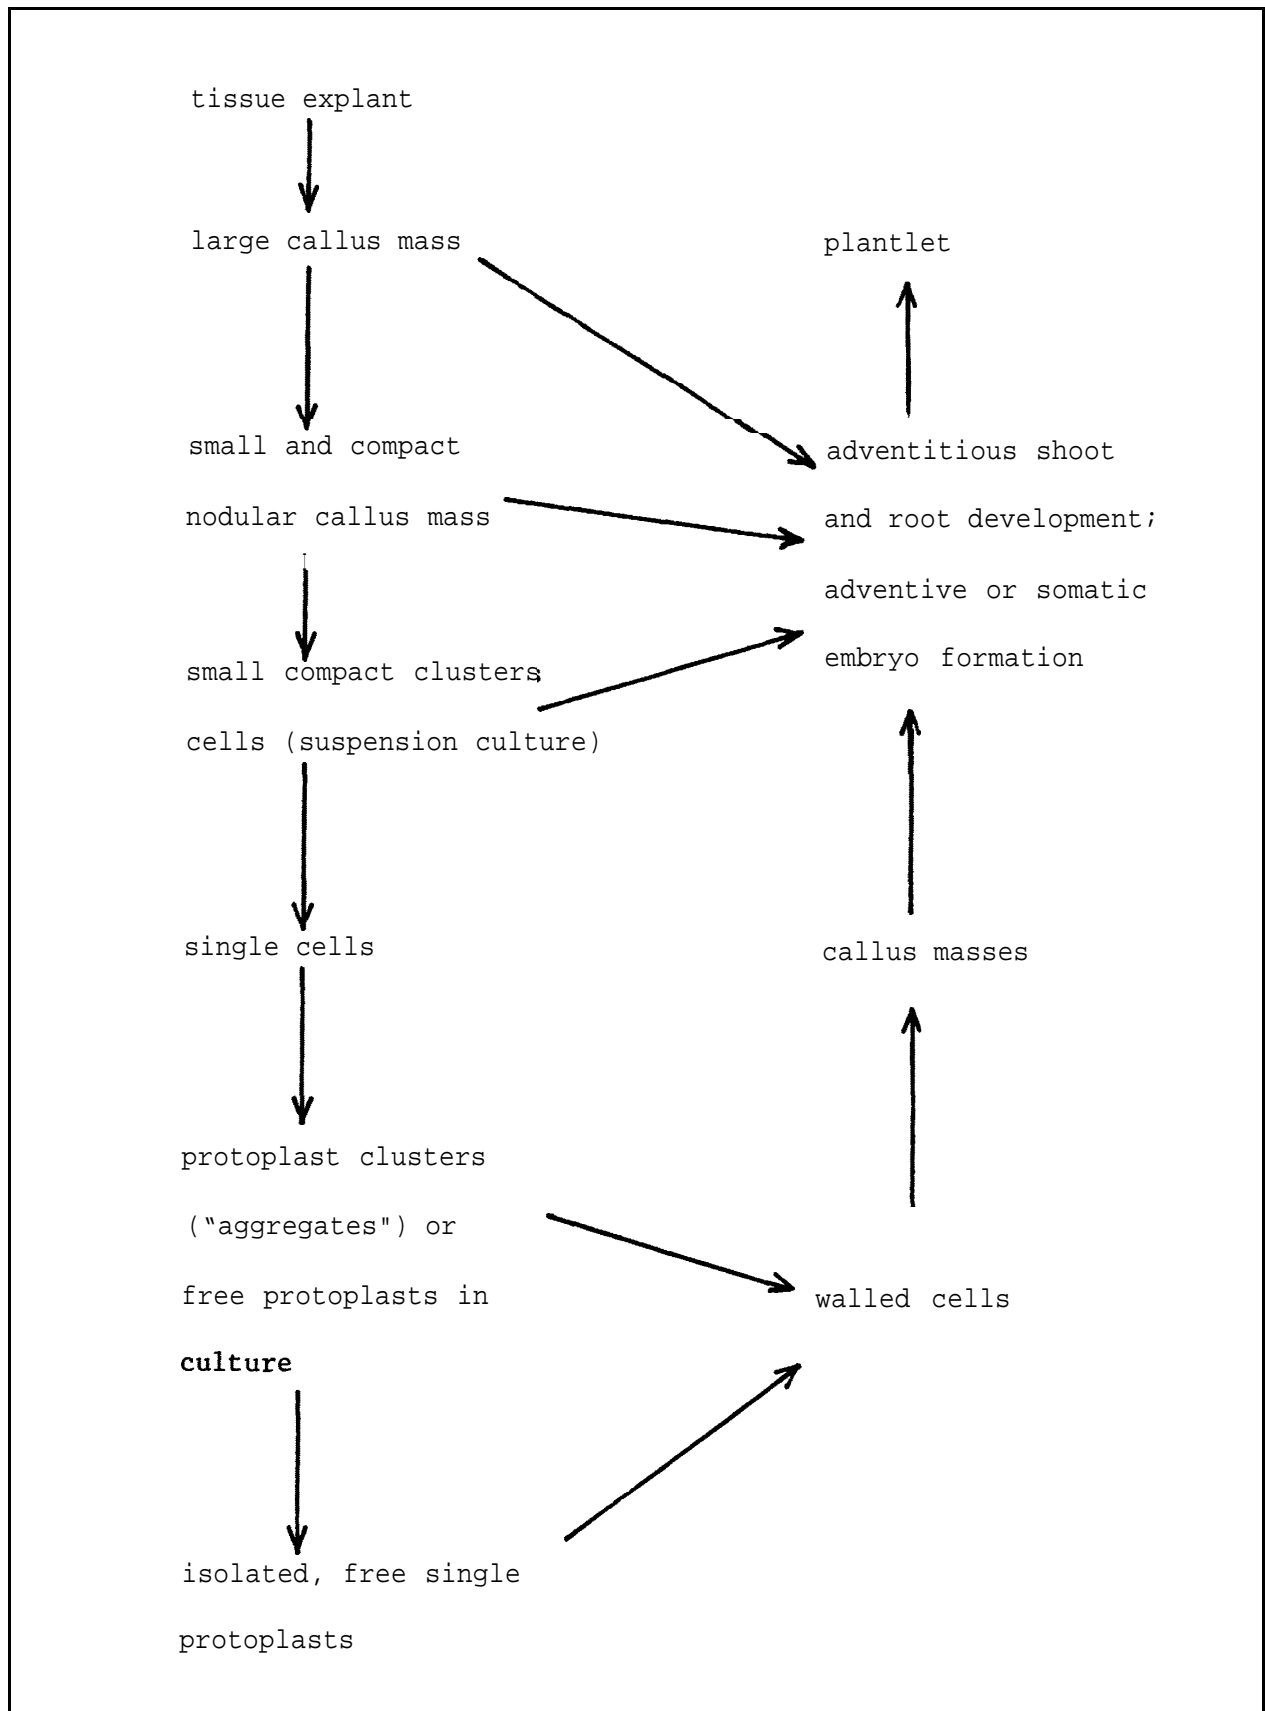 tissue explant
large callus mass
plantlet
small and compact
nodular callus mass
adventitious shoot
and root development;
adventive or somatic
embryo formation
small compact clusters
cells (suspension culture)
single cells
callus masses
protoplast clusters
("aggregates") or
free protoplasts in
culture
walled cells
isolated, free single
protoplasts